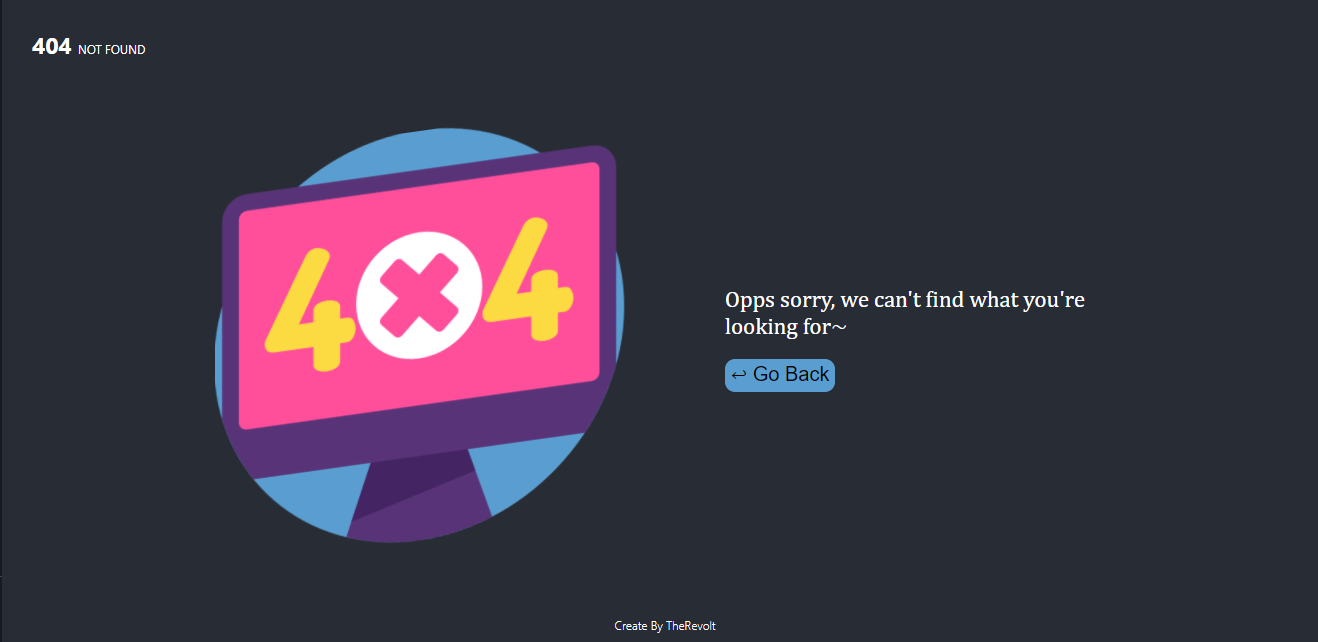 404 NOT FOUND
4 4
Opps sorry, we can't find what you're
looking for~
↩ Go Back
Create By TheRevolt